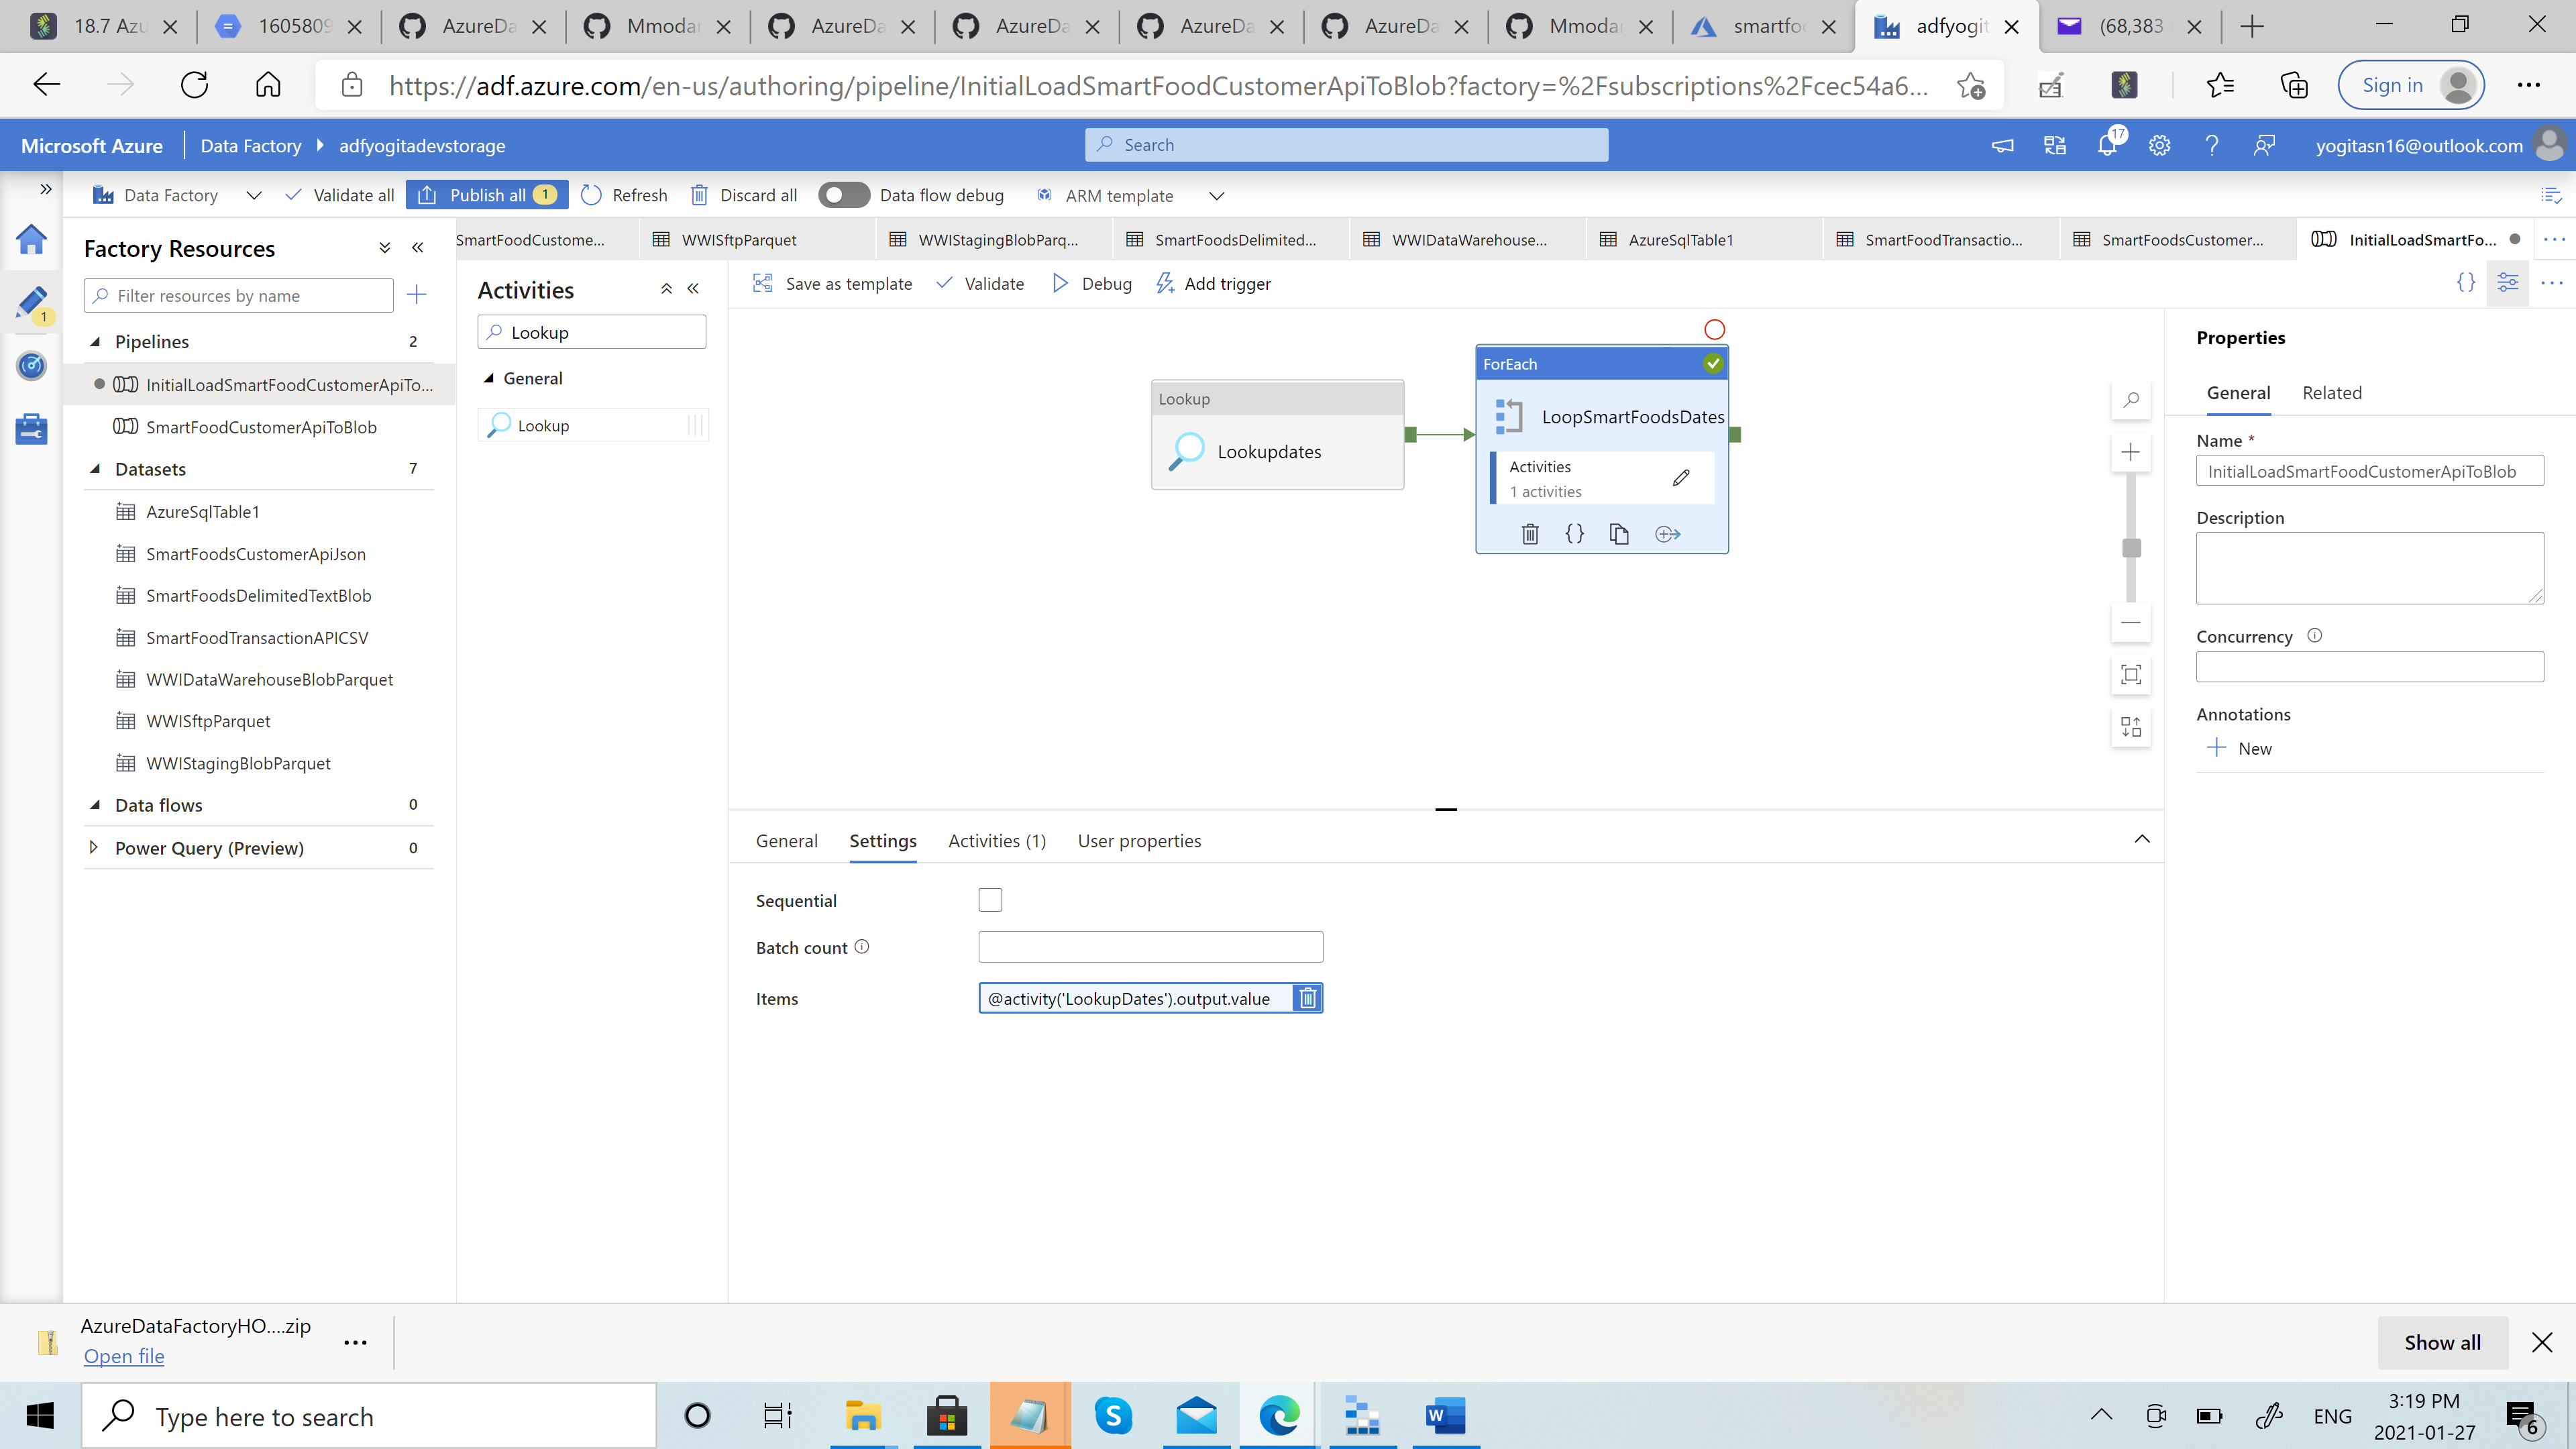 18.7 Azu
1605809
AzureDa
Mmodar
AzureDa
AzureDa
AzureDa
AzureDa
Mmodar
smartfoo
adfyogit
(68,383
https://adf.azure.com/en-us/authoring/pipeline/InitialLoadSmartFoodCustomerApiToBlob?factory=%2Fsubscriptions%2Fcec54a6...
Sign in
Microsoft Azure
Data Factory
adfyogitadevstorage
Search
17
yogitasn16@outlook.com
Data Factory
Validate all
Publish all 1
Refresh
Discard all
Data flow debug
ARM template
Factory Resources
SmartFoodCustome...
WWISftpParquet
WWIStagingBlobParq...
SmartFoodsDelimited...
WWIDataWarehouse...
AzureSqlTable1
SmartFoodTransactio...
SmartFoodsCustomer...
InitialLoadSmartFo...
Filter resources by name
1
Pipelines 2
InitialLoadSmartFoodCustomerApiTo...
SmartFoodCustomerApiToBlob
Datasets 7
AzureSqlTable1
SmartFoodsCustomerApiJson
SmartFoodsDelimitedTextBlob
SmartFoodTransactionAPICSV
WWIDataWarehouseBlobParquet
WWISftpParquet
WWIStagingBlobParquet
Data flows 0
Power Query (Preview) 0
Activities
Lookup
General
Lookup
Save as template
Validate
Debug
Add trigger
Lookup
Lookupdates
ForEach
LoopSmartFoodsDates
Activities
1 activities
General
Settings
Activities (1)
User properties
Sequential
Batch count
Items
@activity('LookupDates').output.value
Properties
General
Related
Name *
InitialLoadSmartFoodCustomerApiToBlob
Description
Concurrency
Annotations
New
AzureDataFactoryHO....zip
Open file
Show all
Type here to search
ENG
3:19 PM
2021-01-27
6